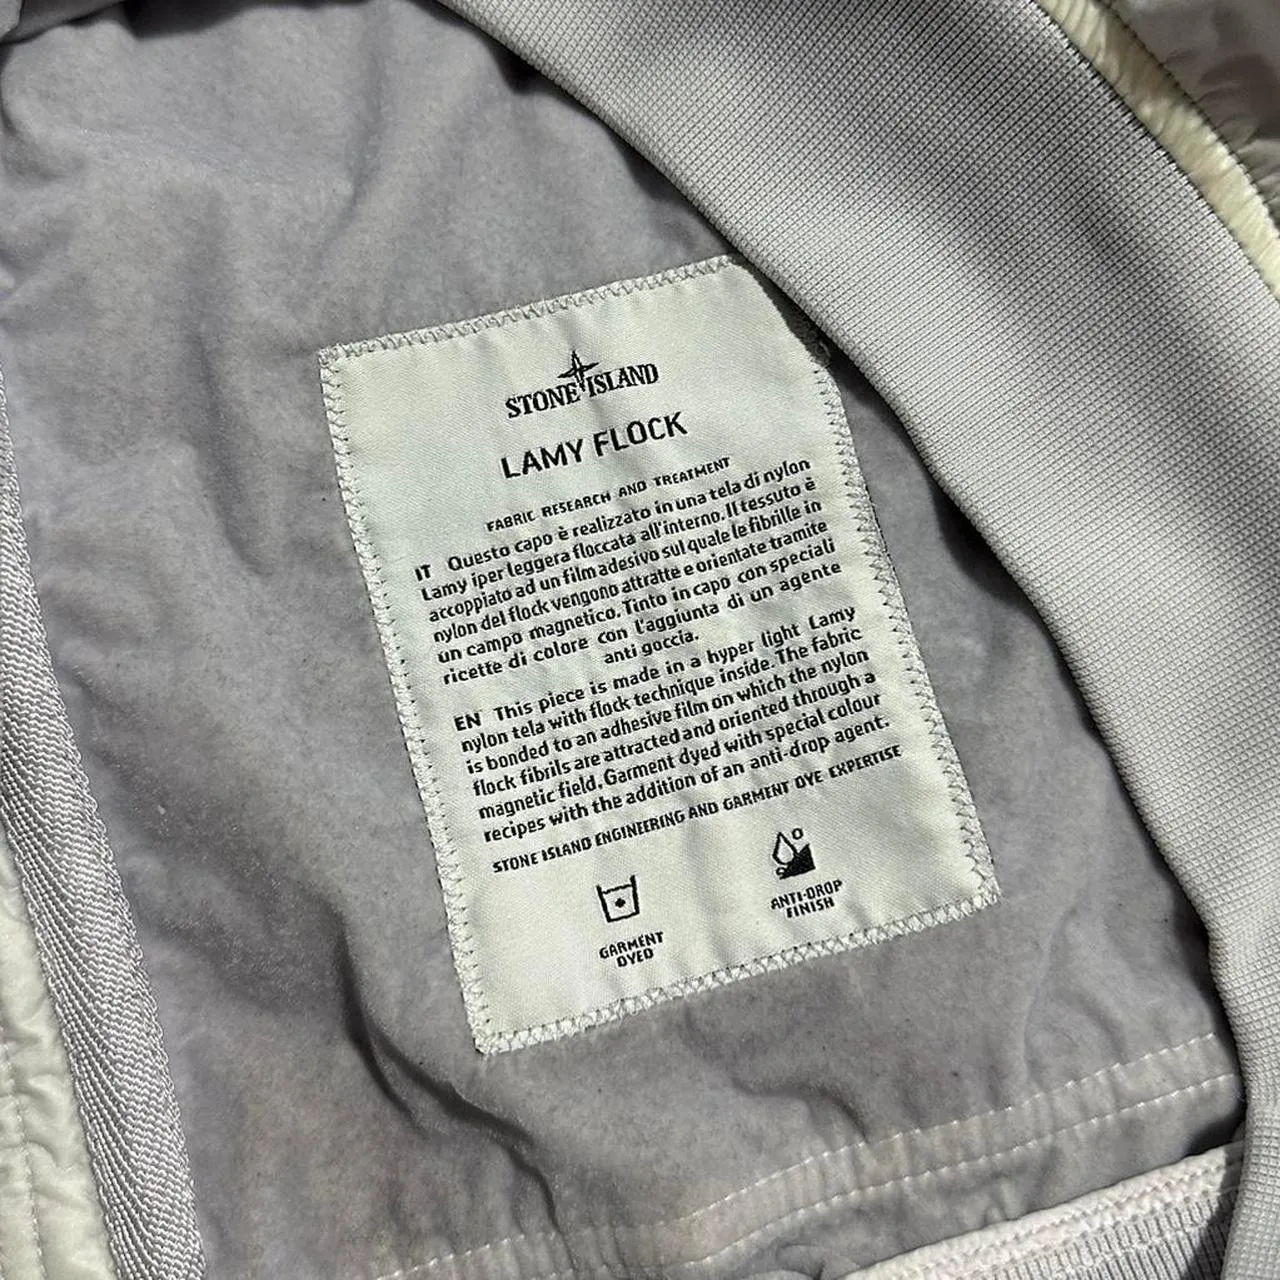 STONE ISLAND
LAMY FLOCK
FABRIC RESEARCH AND TREATMENT
IT Questo capo è realizzato in una tela di nylon
Lamy iper leggera floccata all'interno. Il tessuto è
accoppiato ad un film adesivo sul quale le fibrille in
nylon del flock vengono attratte e orientate tramite
un campo magnetico. Tinto in capo con speciali
ricette di colore con l'aggiunta di un agente
anti goccia.
EN This piece is made in a hyper light Lamy
nylon tela with flock technique inside. The fabric
is bonded to an adhesive film on which the nylon
flock fibrils are attracted and oriented through a
magnetic field. Garment dyed with special colour
recipes with the addition of an anti-drop agent.
STONE ISLAND ENGINEERING AND GARMENT DYE EXPERTISE
GARMENT
DYED
ANTI-DROP
FINISH